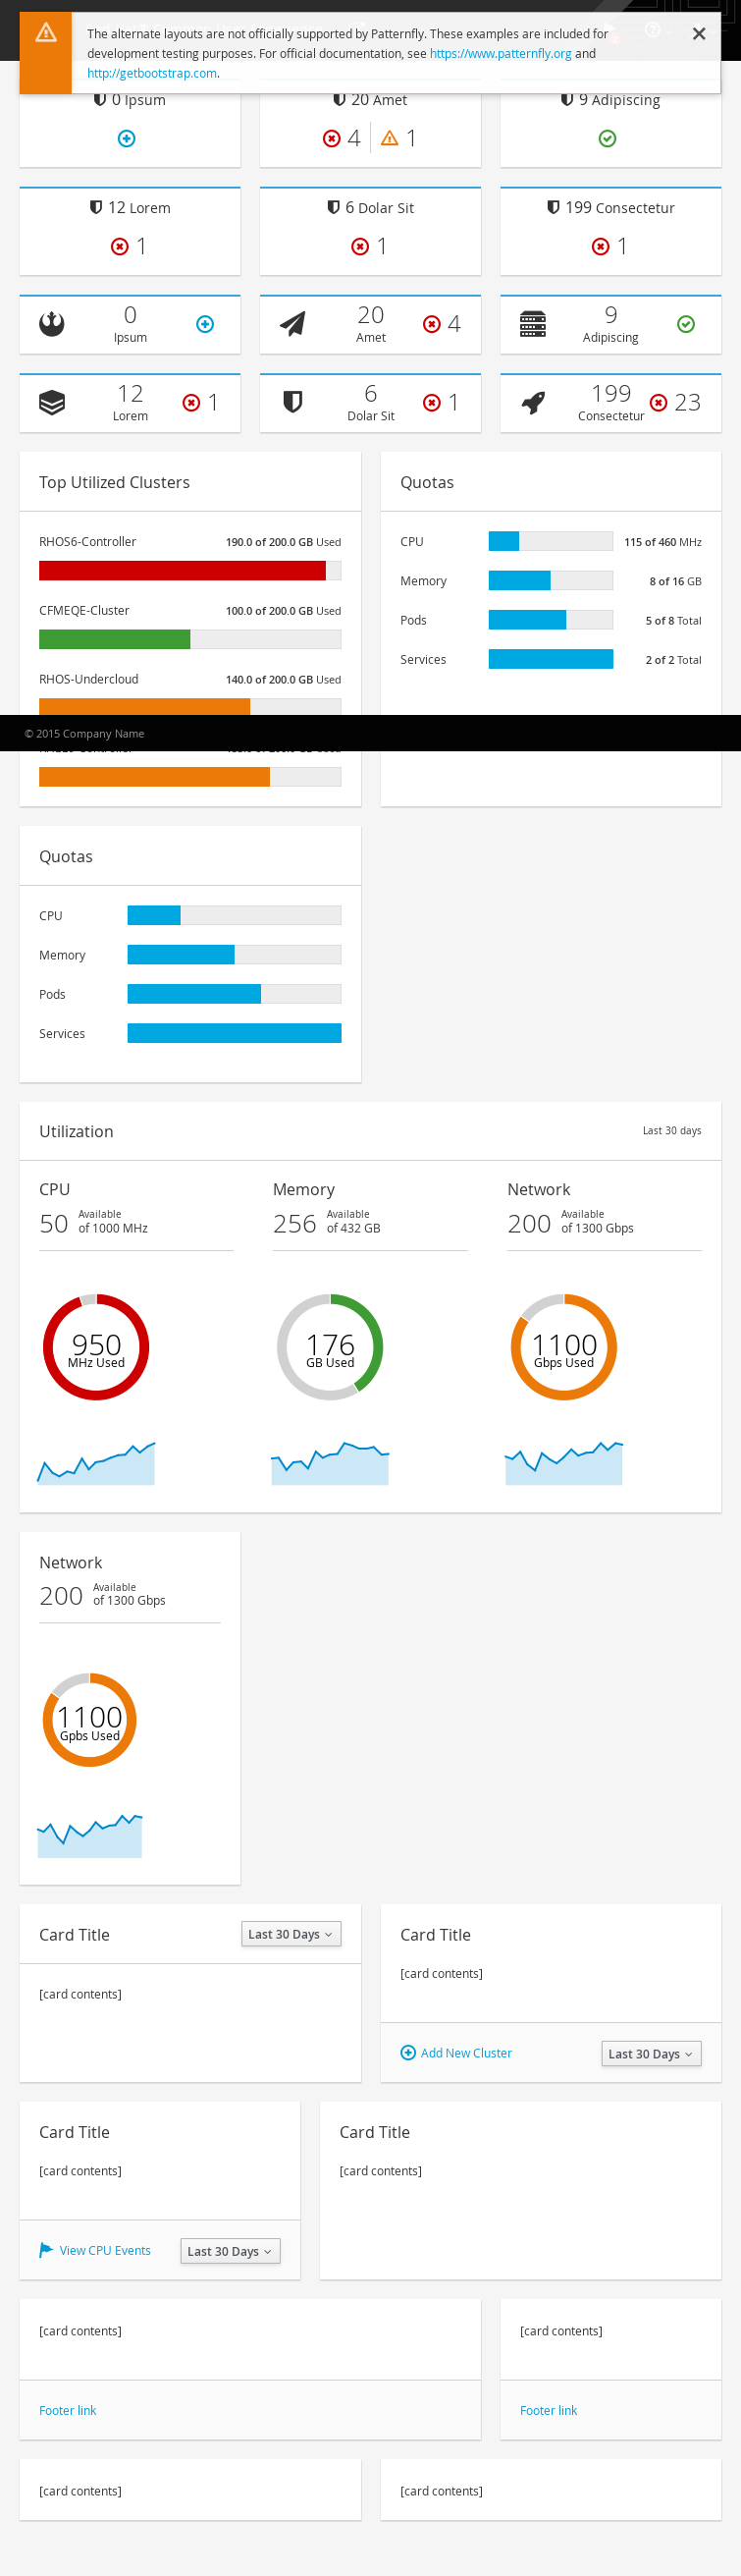 The alternate layouts are not officially supported by Patternfly. These examples are included for
development testing purposes. For official documentation, see https://www.patternfly.org and
http://getbootstrap.com.
0 Ipsum
20 Amet
9 Adipiscing
4
1
12 Lorem
6 Dolar Sit
199 Consectetur
1
1
1
0
Ipsum
20
Amet
4
9
Adipiscing
12
Lorem
1
6
Dolar Sit
1
199
Consectetur
23
Top Utilized Clusters
RHOS6-Controller 190.0 of 200.0 GB Used
CFMEQE-Cluster 100.0 of 200.0 GB Used
RHOS-Undercloud 140.0 of 200.0 GB Used
Quotas
CPU 115 of 460 MHz
Memory 8 of 16 GB
Pods 5 of 8 Total
Services 2 of 2 Total
© 2015 Company Name
Quotas
CPU
Memory
Pods
Services
Utilization
Last 30 days
CPU
50 Available
of 1000 MHz
950
MHz Used
Memory
256 Available
of 432 GB
176
GB Used
Network
200 Available
of 1300 Gbps
1100
Gbps Used
Network
200 Available
of 1300 Gbps
1100
Gpbs Used
Card Title
Last 30 Days
[card contents]
Card Title
[card contents]
Add New Cluster
Last 30 Days
Card Title
[card contents]
View CPU Events
Last 30 Days
Card Title
[card contents]
[card contents]
Footer link
[card contents]
Footer link
[card contents]
[card contents]